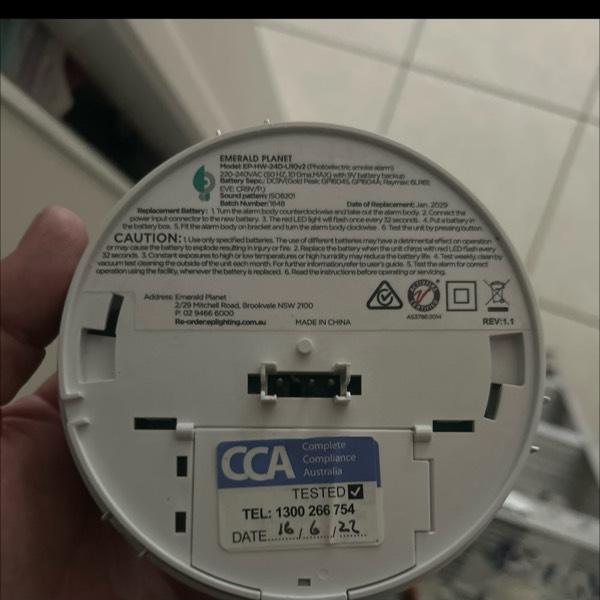 EMERALD PLANET
Model: EP-HW-240-LI10v2 (Photoelectric smoke alarm)
220-240VAC (50 HZ, 10 0ma,MAX) with 9V battery backup
Battery Sepc.: DC9V(Gold Peak: GP1604S, GP1604A; Raymax: 6LR61;
EVE: CR9V/P;)
Sound pattern: ISO8201
Batch Number: 1848 Date of Replacement: Jan. 2029
Replacement Battery : 1. Turn the alarm body counterclockwise and take out the alarm body. 2. Connect the
power input connector to the new battery. 3. The red LED light will flash once every 32 seconds. 4. Put a battery in
the battery box. 5. Fit the alarm body on bracket and turn the alarm body clockwise . 6. Test the unit by pressing button.
CAUTION: 1. Use only specified batteries. The use of different batteries may have a detrimental effect on operation
or may cause the battery to explode resulting in injury or fire. 2. Replace the battery when the unit chirps with red LED flash every
32 seconds. 3. Constant exposures to high or low temperatures or high humidity may reduce the battery life. 4. Test weekly, clean by
vacuum test cleaning the outside of the unit each month. For further information,refer to user's guide. 5. Test the alarm for correct
operation using the facility, whenever the battery is replaced. 6. Read the instructions before operating or servicing.
Address: Emerald Planet
2/29 Mitchell Road, Brookvale NSW 2100
P. 02 9466 6000
Re-order.eplighting.com.au MADE IN CHINA
AS3786:2014
REV:1.1
CCA Complete
Compliance
Australia
TESTED
TEL: 1300 266 754
DATE 16/6/22